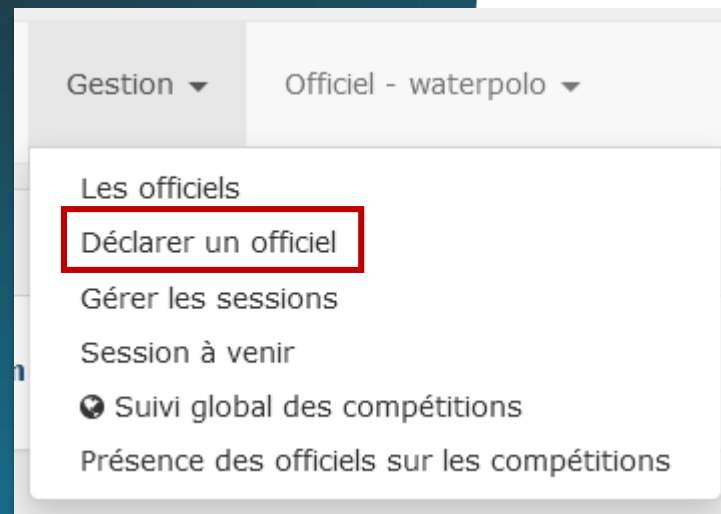 Gestion
Officiel - waterpolo
Les officiels
Déclarer un officiel
Gérer les sessions
Session à venir
Suivi global des compétitions
Présence des officiels sur les compétitions